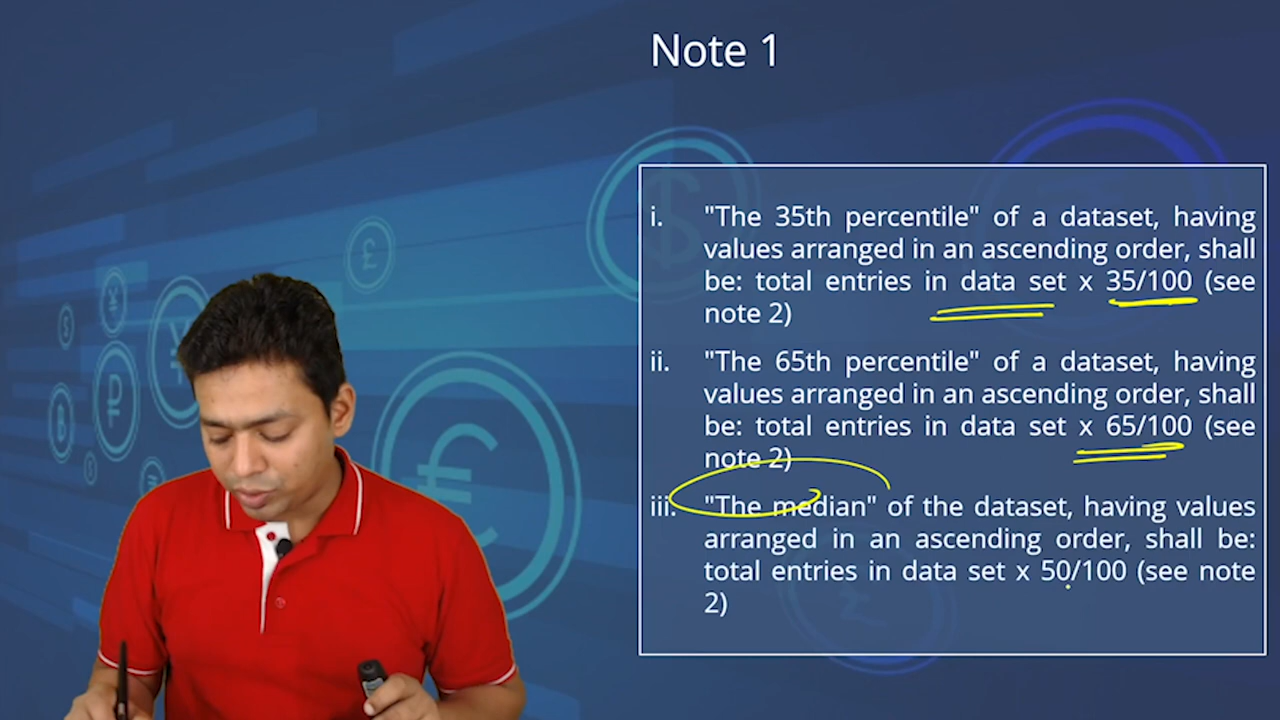 Note 1
i. "The 35th percentile" of a dataset, having
values arranged in an ascending order, shall
be: total entries in data set x 35/100 (see
note 2)
ii. "The 65th percentile" of a dataset, having
values arranged in an ascending order, shall
be: total entries in data set x 65/100 (see
note 2)
iii. "The median" of the dataset, having values
arranged in an ascending order, shall be:
total entries in data set x 50/100 (see note
2)